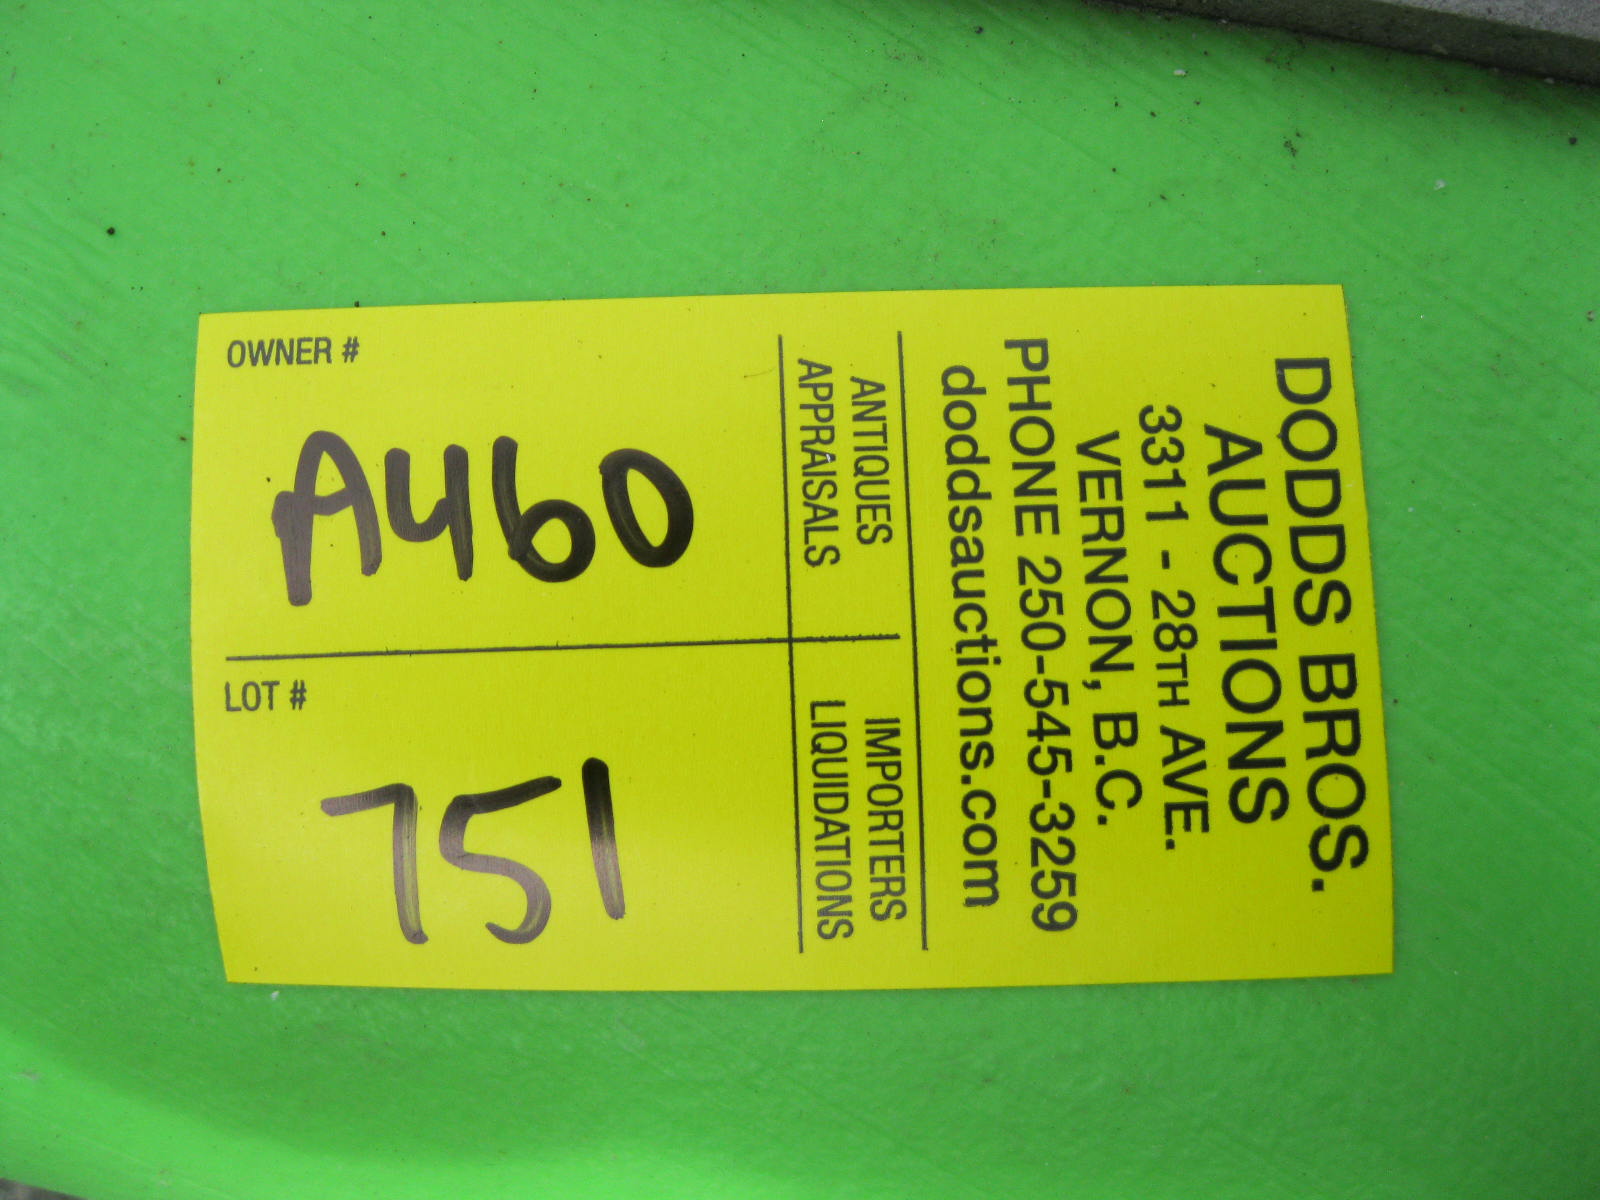 DODDS BROS.
AUCTIONS
3311 - 28TH AVE.
VERNON, B.C.
PHONE 250-545-3259
doddsauctions.com
ANTIQUES
APPRAISALS
IMPORTERS
LIQUIDATIONS
OWNER #
A460
LOT #
751